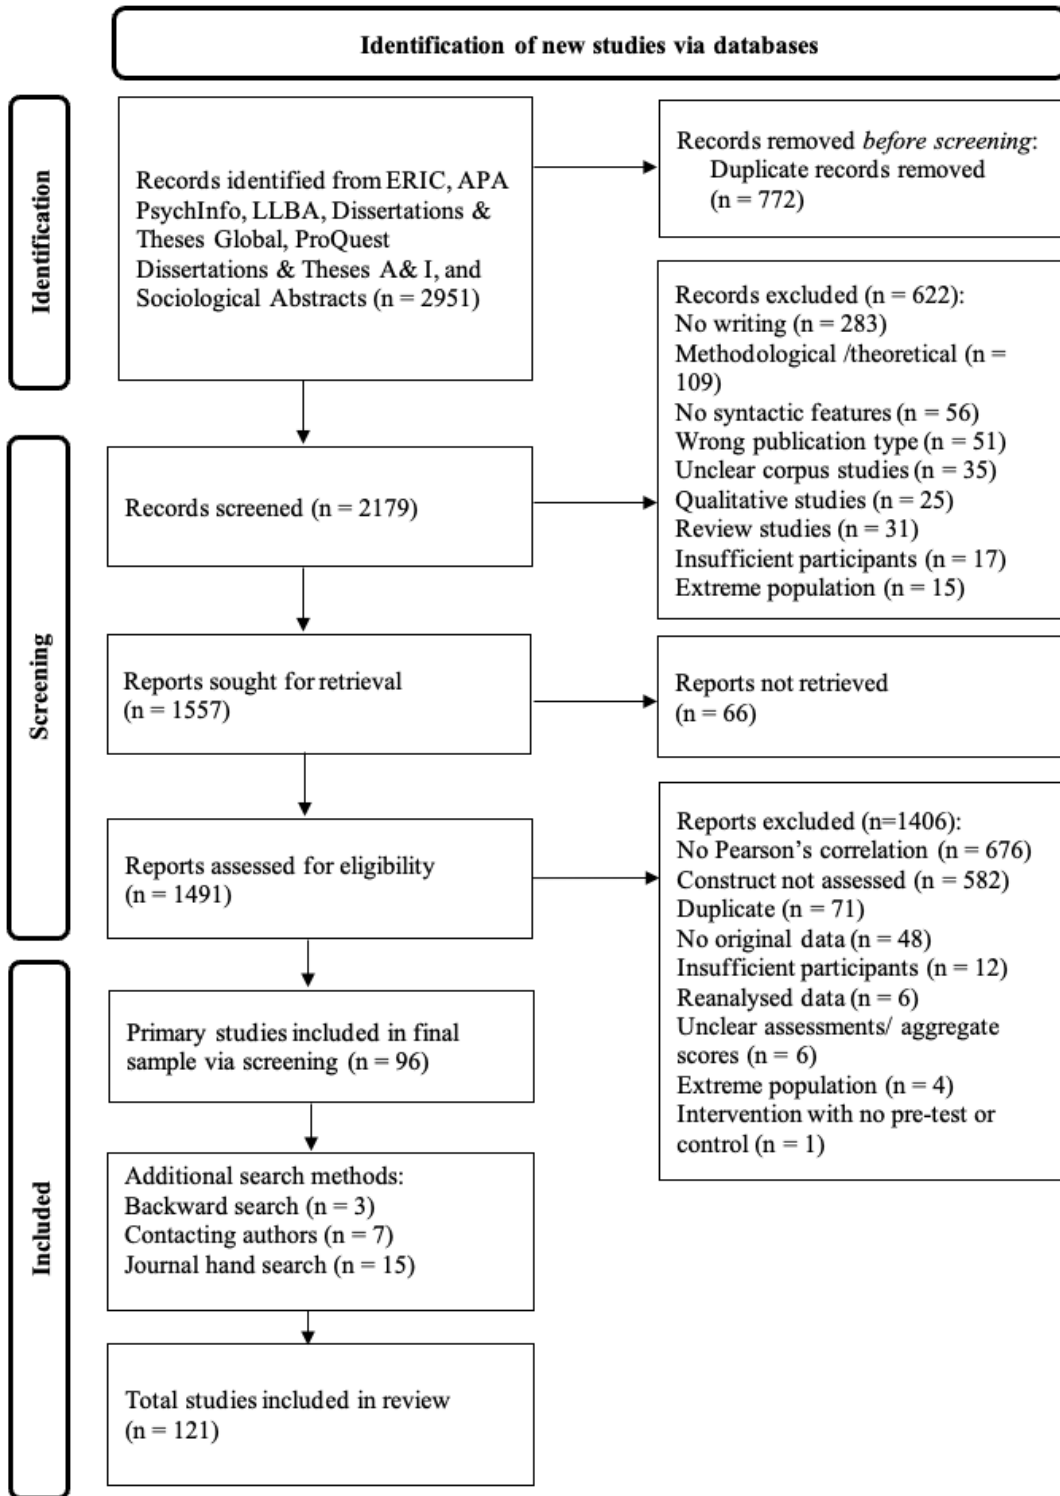 Identification of new studies via databases
Identification
Records identified from ERIC, APA
PsychInfo, LLBA, Dissertations &
Theses Global, ProQuest
Dissertations & Theses A& I, and
Sociological Abstracts (n = 2951)
Records removed before screening:
Duplicate records removed
(n = 772)
Screening
Records screened (n = 2179)
Records excluded (n = 622):
No writing (n = 283)
Methodological /theoretical (n =
109)
No syntactic features (n = 56)
Wrong publication type (n = 51)
Unclear corpus studies (n = 35)
Qualitative studies (n = 25)
Review studies (n = 31)
Insufficient participants (n = 17)
Extreme population (n = 15)
Reports sought for retrieval
(n = 1557)
Reports not retrieved
(n = 66)
Reports assessed for eligibility
(n = 1491)
Reports excluded (n=1406):
No Pearson's correlation (n = 676)
Construct not assessed (n = 582)
Duplicate (n = 71)
No original data (n = 48)
Insufficient participants (n = 12)
Reanalysed data (n = 6)
Unclear assessments/ aggregate
scores (n = 6)
Extreme population (n = 4)
Intervention with no pre-test or
control (n = 1)
Included
Primary studies included in final
sample via screening (n = 96)
Additional search methods:
Backward search (n = 3)
Contacting authors (n = 7)
Journal hand search (n = 15)
Total studies included in review
(n = 121)